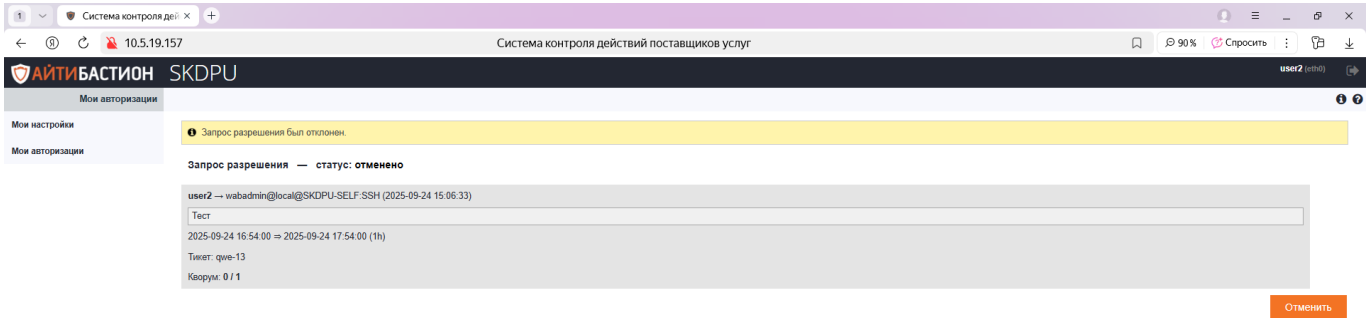 1
Система контроля дей
10.5.19.157
Система контроля действий поставщиков услуг
90 %
Спросить
АЙТИБАСТИОН SKDPU
user2 (eth0)
Мои авторизации
Мои настройки
Мои авторизации
Запрос разрешения был отклонен.
Запрос разрешения — статус: отменено
user2 → wabadmin@local@SKDPU-SELF:SSH (2025-09-24 15:06:33)
Тест
2025-09-24 16:54:00 ⇒ 2025-09-24 17:54:00 (1h)
Тикет: qwe-13
Кворум: 0 / 1
Отменить